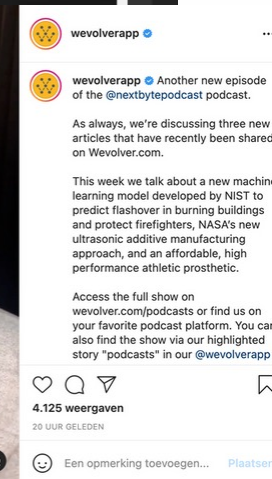 wevolverapp
wevolverapp Another new episode
of the @nextbytepodcast podcast.
As always, we're discussing three new
articles that have recently been shared
on Wevolver.com.
This week we talk about a new machin
learning model developed by NIST to
predict flashover in burning buildings
and protect firefighters, NASA's new
ultrasonic additive manufacturing
approach, and an affordable, high
performance athletic prosthetic.
Access the full show on
wevolver.com/podcasts or find us on
your favorite podcast platform. You can
also find the show via our highlighted
story "podcasts" in our @wevolverapp
4.125 weergaven
20 UUR GELEDEN
Een opmerking toevoegen... Plaatsen